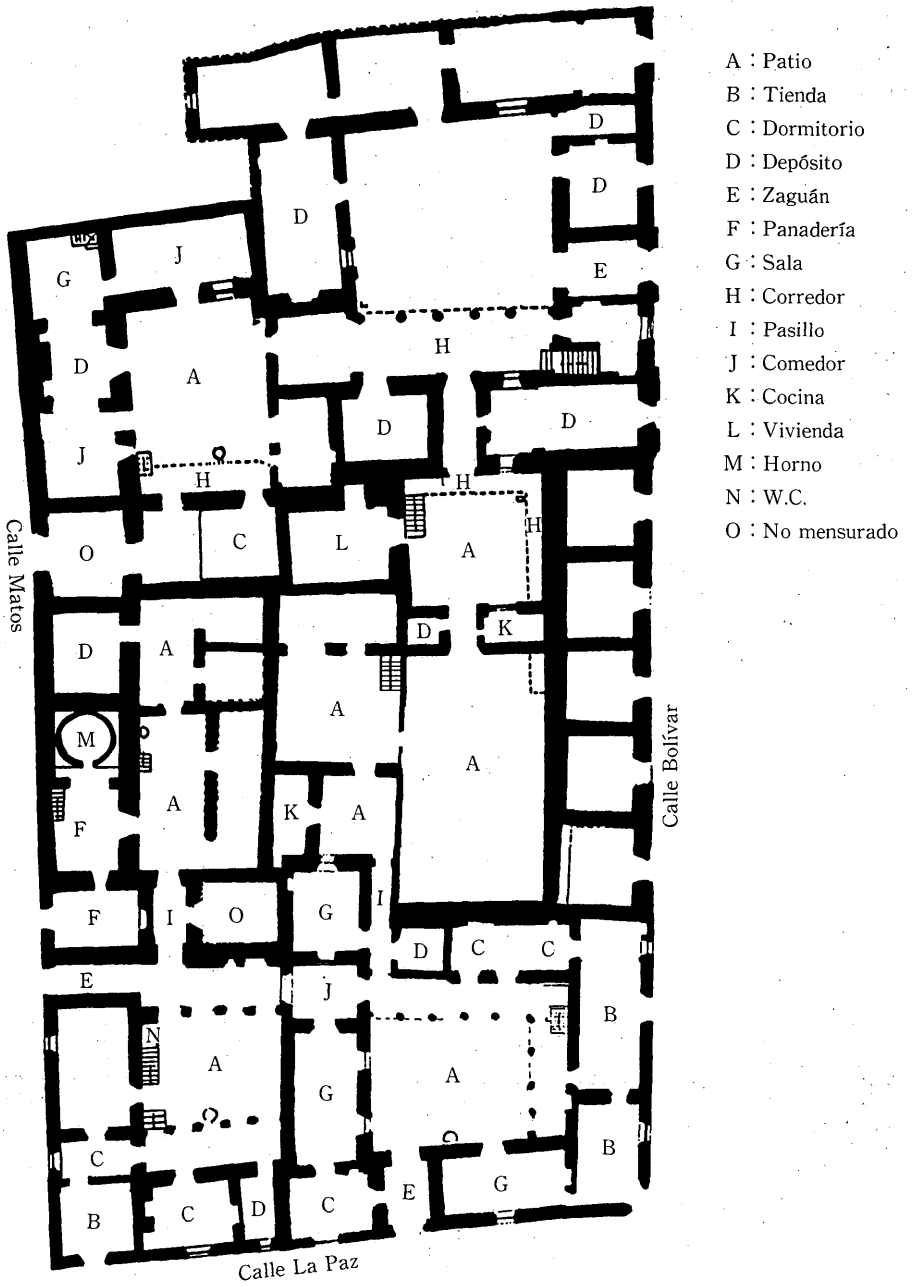 A : Patio
B : Tienda
C : Dormitorio
D : Depósito
E : Zaguán
F : Panadería
G : Sala
H : Corredor
I : Pasillo
J : Comedor
K : Cocina
L : Vivienda
M : Horno
N : W.C.
O : No mensurado
D
D
D
J
E
G
H
D
A
D
D
J
H
H
H
O
C
L
A
D
A
D
K
M
A
A
A
K
A
F
F
I
O
G
I
D
C
C
E
J
B
N
A
G
A
B
C
B
C
D
C
E
G
Calle Matos
Calle Bolívar
Calle La Paz